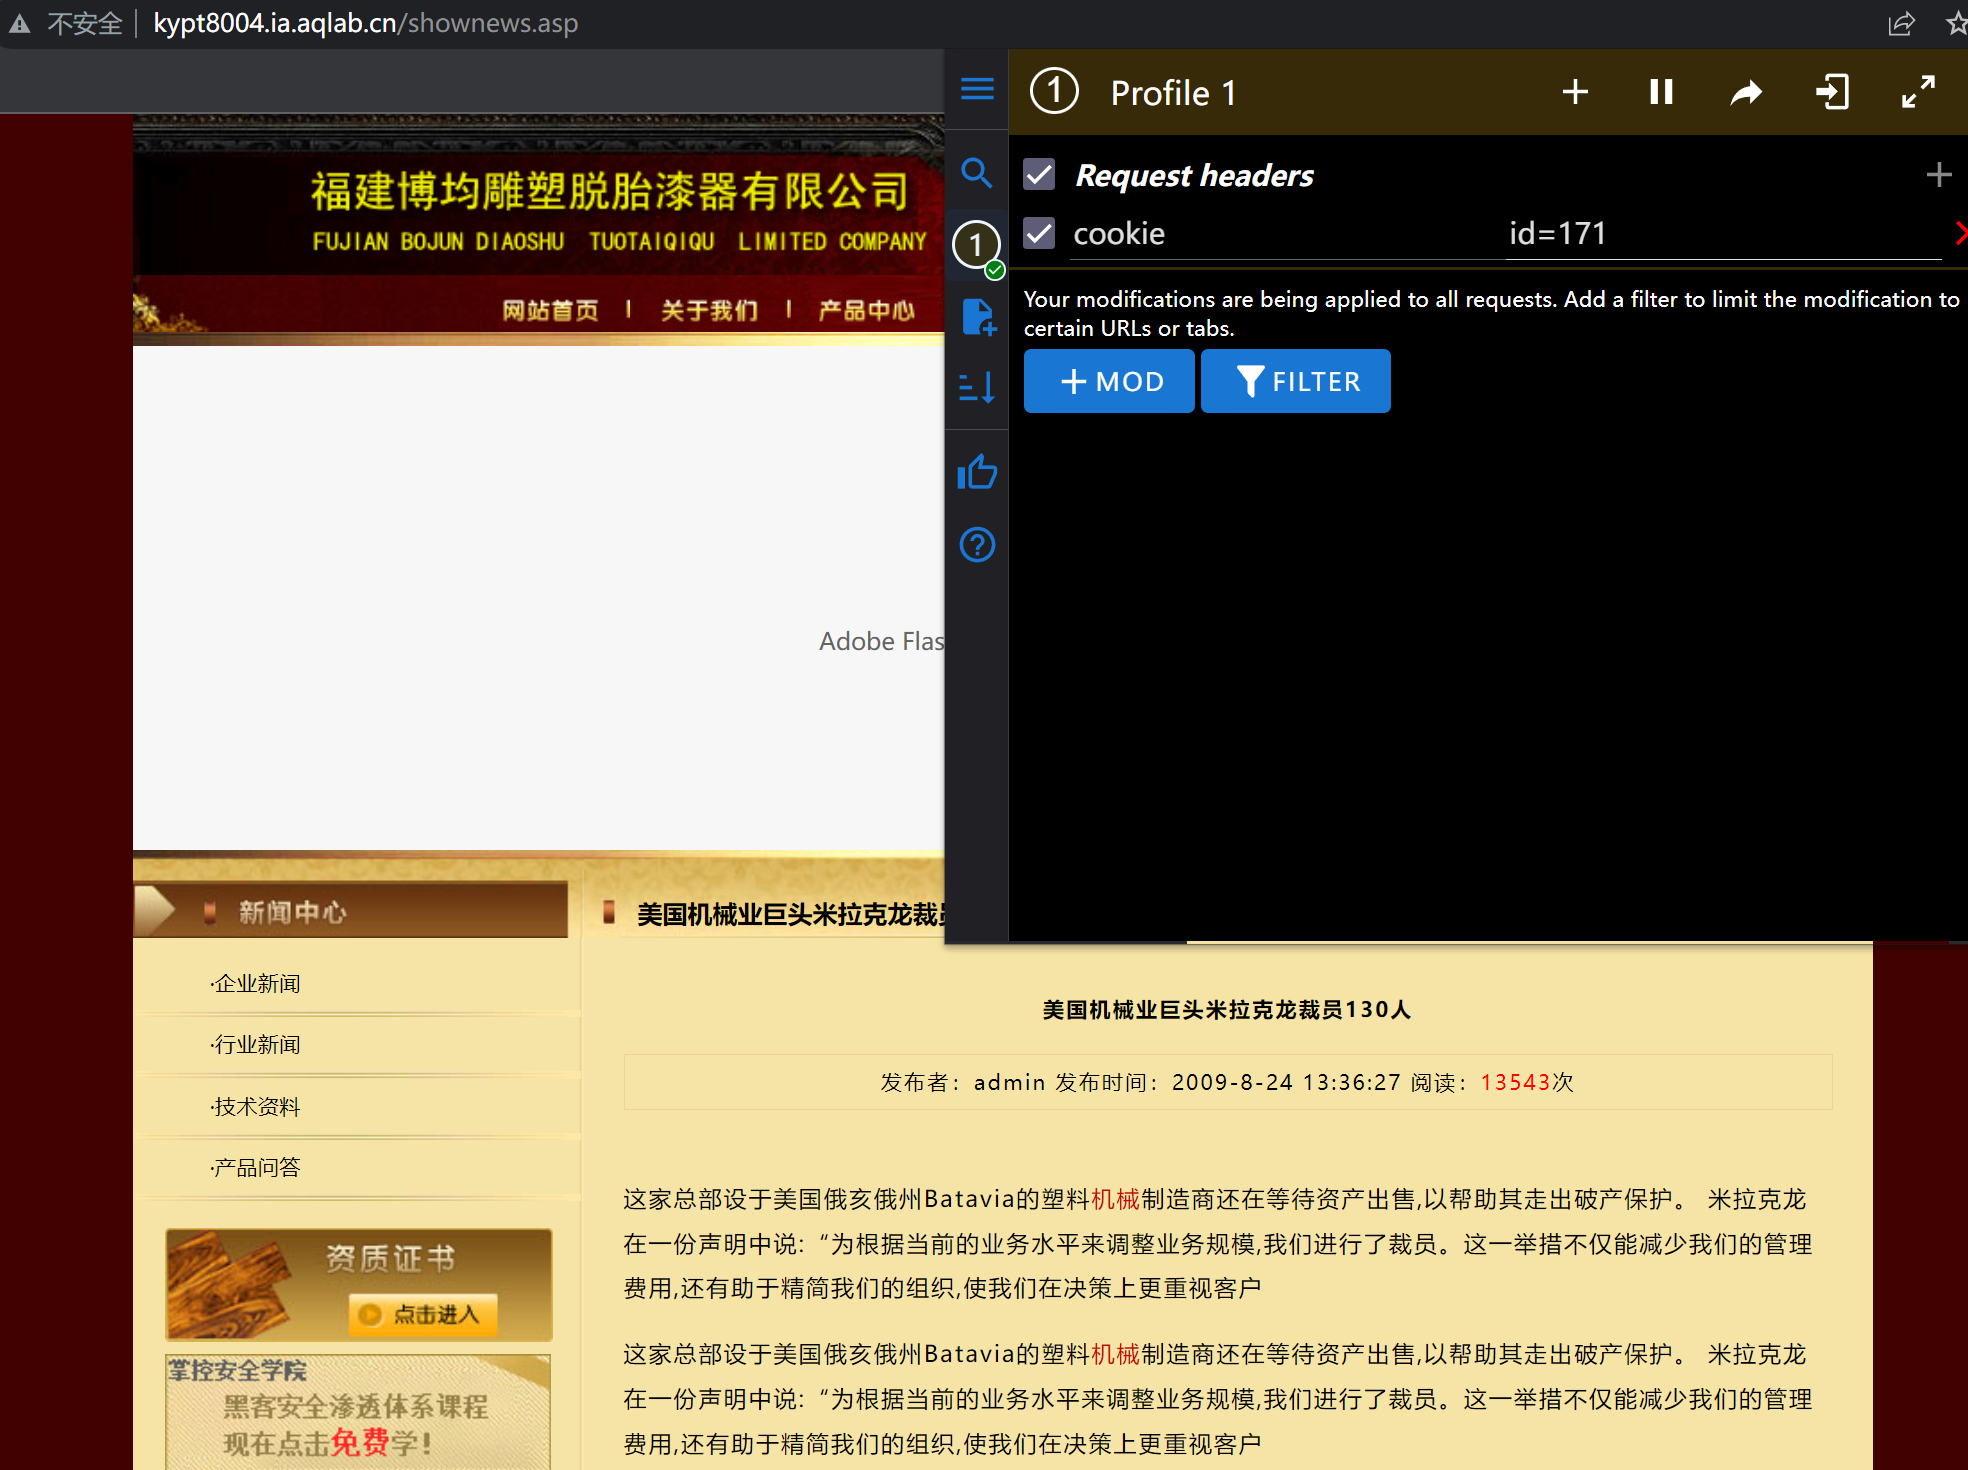 不安全 kypt8004.ia.aqlab.cn/shownews.asp
福建博均雕塑脱胎漆器有限公司
FUJIAN BOJUN DIAOSHU TUOTAIQIQU LIMITED COMPANY
网站首页 | 关于我们 | 产品中心
1 Profile 1
Request headers
1
cookie id=171
Your modifications are being applied to all requests. Add a filter to limit the modification to
certain URLs or tabs.
+ MOD FILTER
Adobe Flas
新闻中心
·企业新闻
·行业新闻
·技术资料
·产品问答
资质证书
点击进入
掌控安全学院
黑客安全渗透体系课程
现在点击免费学！
美国机械业巨头米拉克龙裁员
美国机械业巨头米拉克龙裁员130人
发布者：admin 发布时间：2009-8-24 13:36:27 阅读：13543次
这家总部设于美国俄亥俄州Batavia的塑料机械制造商还在等待资产出售,以帮助其走出破产保护。 米拉克龙
在一份声明中说:“为根据当前的业务水平来调整业务规模,我们进行了裁员。这一举措不仅能减少我们的管理
费用,还有助于精简我们的组织,使我们在决策上更重视客户
这家总部设于美国俄亥俄州Batavia的塑料机械制造商还在等待资产出售,以帮助其走出破产保护。 米拉克龙
在一份声明中说:“为根据当前的业务水平来调整业务规模,我们进行了裁员。这一举措不仅能减少我们的管理
费用,还有助于精简我们的组织,使我们在决策上更重视客户